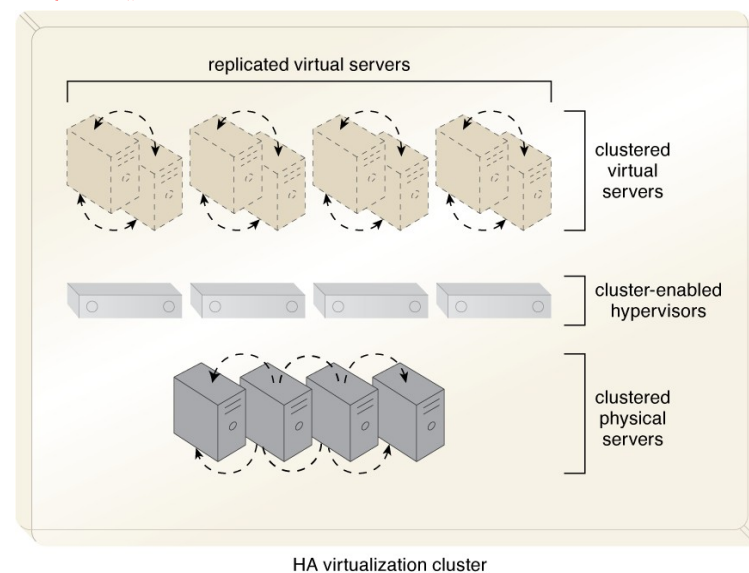 replicated virtual servers
clustered
virtual
servers
cluster-enabled
hypervisors
clustered
physical
servers
HA virtualization cluster